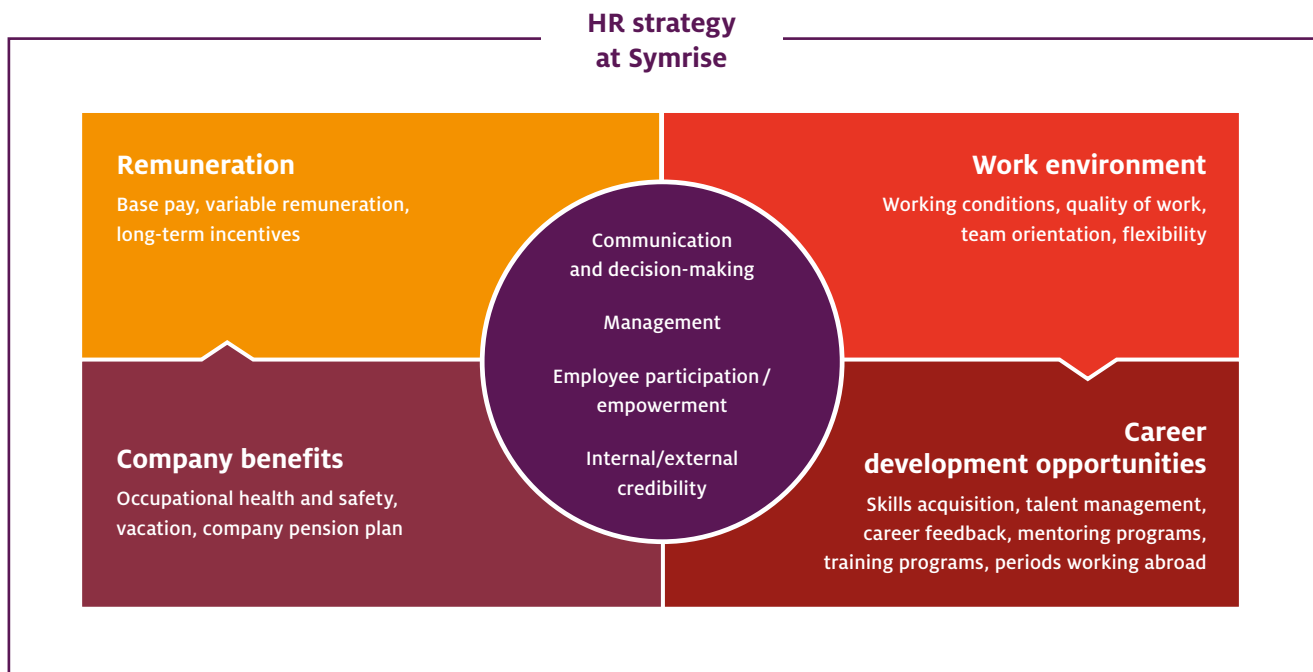 HR strategy
at Symrise
Remuneration
Base pay, variable remuneration,
long-term incentives
Work environment
Working conditions, quality of work,
team orientation, flexibility
Communication
and decision-making
Management
Employee participation /
empowerment
Internal/external
credibility
Company benefits
Occupational health and safety,
vacation, company pension plan
Career
development opportunities
Skills acquisition, talent management,
career feedback, mentoring programs,
training programs, periods working abroad